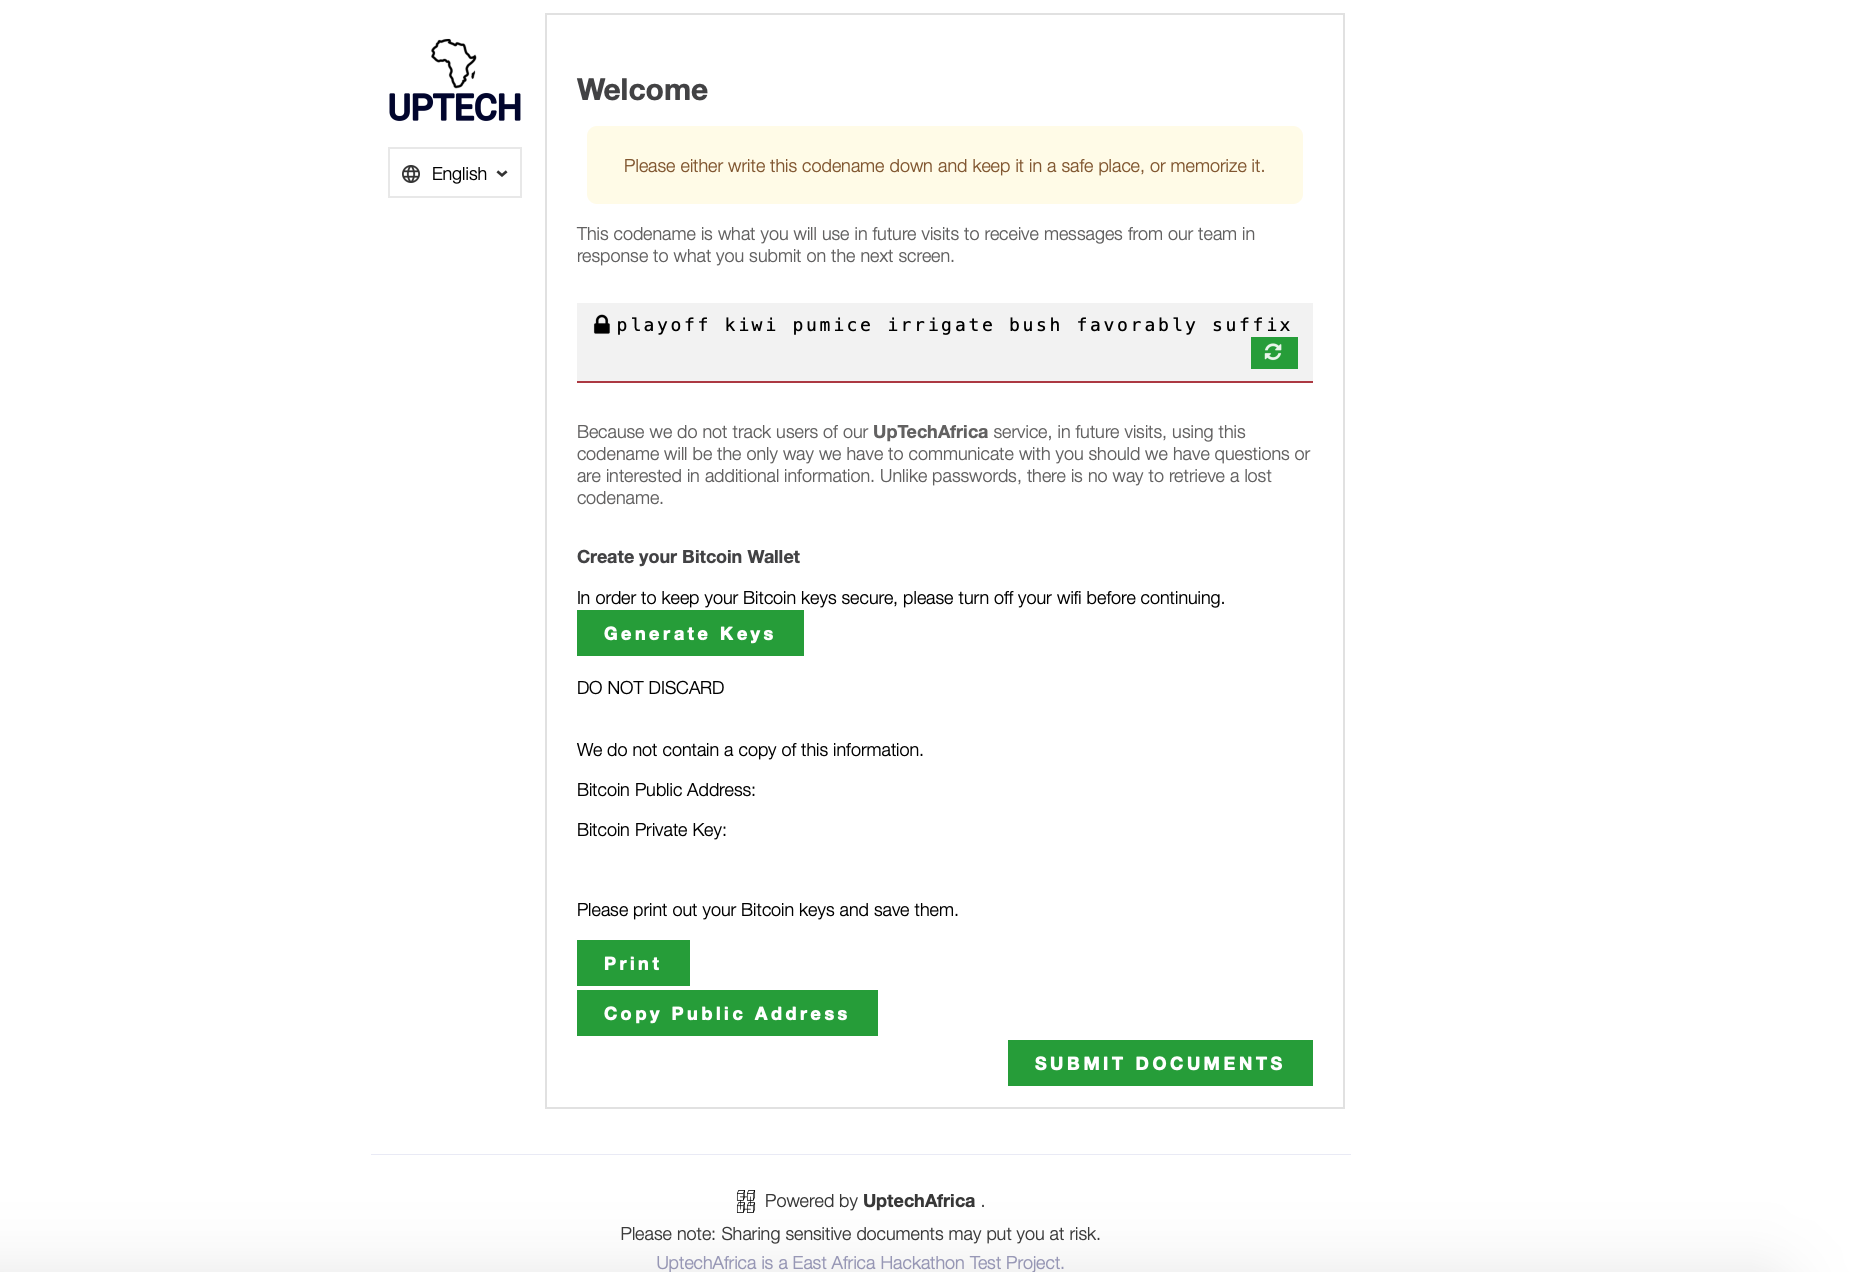 UPTECH
English
Welcome
Please either write this codename down and keep it in a safe place, or memorize it.
This codename is what you will use in future visits to receive messages from our team in
response to what you submit on the next screen.
playoff kiwi pumice irrigate bush favorably suffix
Because we do not track users of our UpTechAfrica service, in future visits, using this
codename will be the only way we have to communicate with you should we have questions or
are interested in additional information. Unlike passwords, there is no way to retrieve a lost
codename.
Create your Bitcoin Wallet
In order to keep your Bitcoin keys secure, please turn off your wifi before continuing.
Generate Keys
DO NOT DISCARD
We do not contain a copy of this information.
Bitcoin Public Address:
Bitcoin Private Key:
Please print out your Bitcoin keys and save them.
Print
Copy Public Address
SUBMIT DOCUMENTS
Powered by UptechAfrica .
Please note: Sharing sensitive documents may put you at risk.
UptechAfrica is a East Africa Hackathon Test Project.